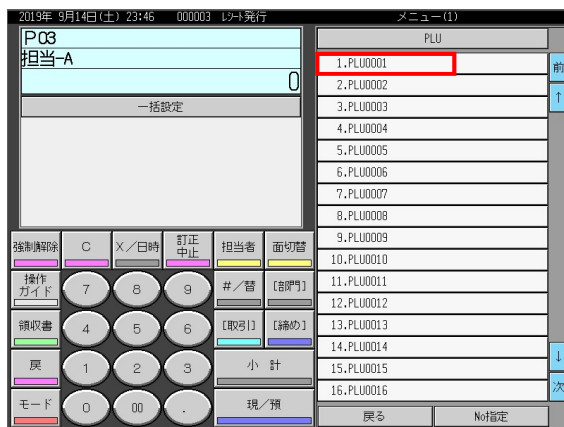 2019年 9月14日(土) 23:46 000003 レシート発行
メニュー(1)
P03
担当-A
0
一括設定
PLU
1.PLU0001
2.PLU0002
3.PLU0003
4.PLU0004
5.PLU0005
6.PLU0006
7.PLU0007
8.PLU0008
9.PLU0009
10.PLU0010
11.PLU0011
12.PLU0012
13.PLU0013
14.PLU0014
15.PLU0015
16.PLU0016
前
↑
↓
次
戻る No指定
強制解除 C X/日時 訂正
中止 担当者 面切替
操作
ガイド 7 8 9 #/替 [部門]
領収書 4 5 6 [取引] [締め]
戻 1 2 3 小 計
モード 0 00 . 現/預